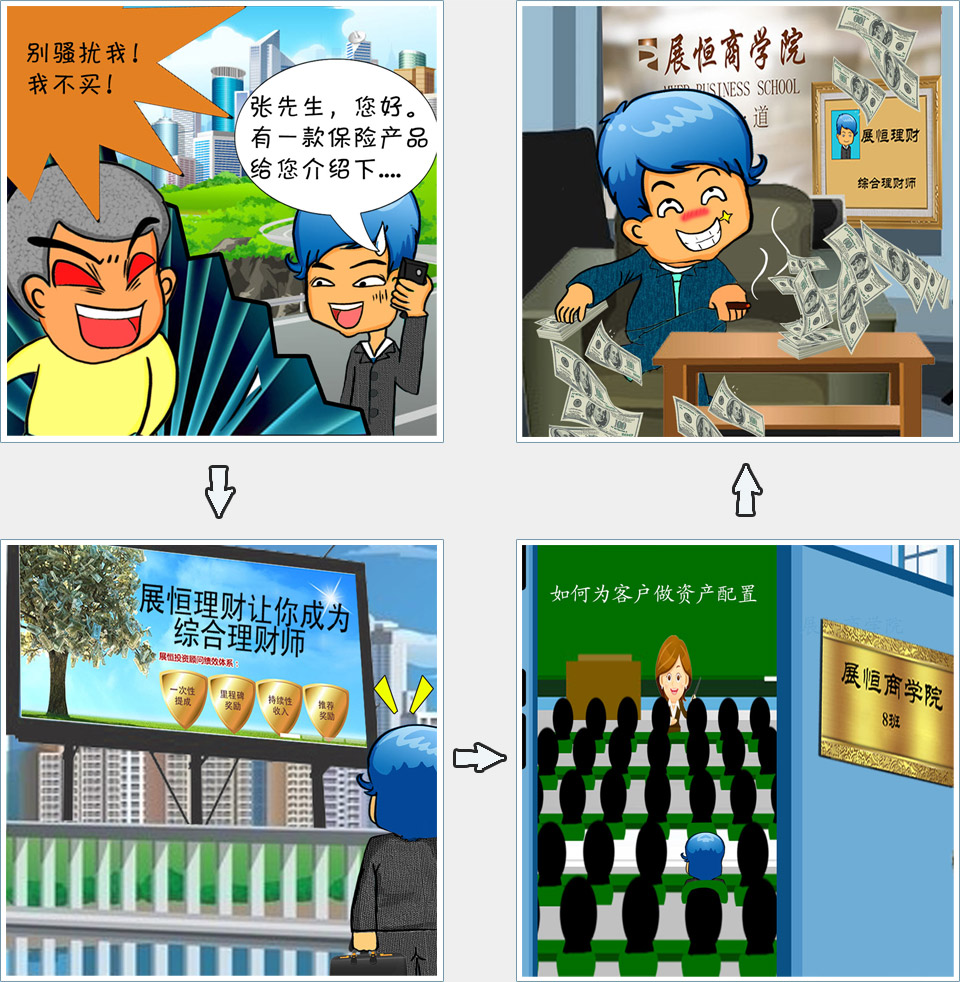 别骚扰我！
我不买！
张先生，您好。
有一款保险产品
给您介绍下....
展恒理财让你成为
综合理财师
展恒投资顾问绩效体系：
一次性
提成
里程碑
奖励
持续性
收入
推荐
奖励
如何为客户做资产配置
展恒商学院
8班
展恒商学院
BUSINESS SCHOOL
道
展恒理财
综合理财师